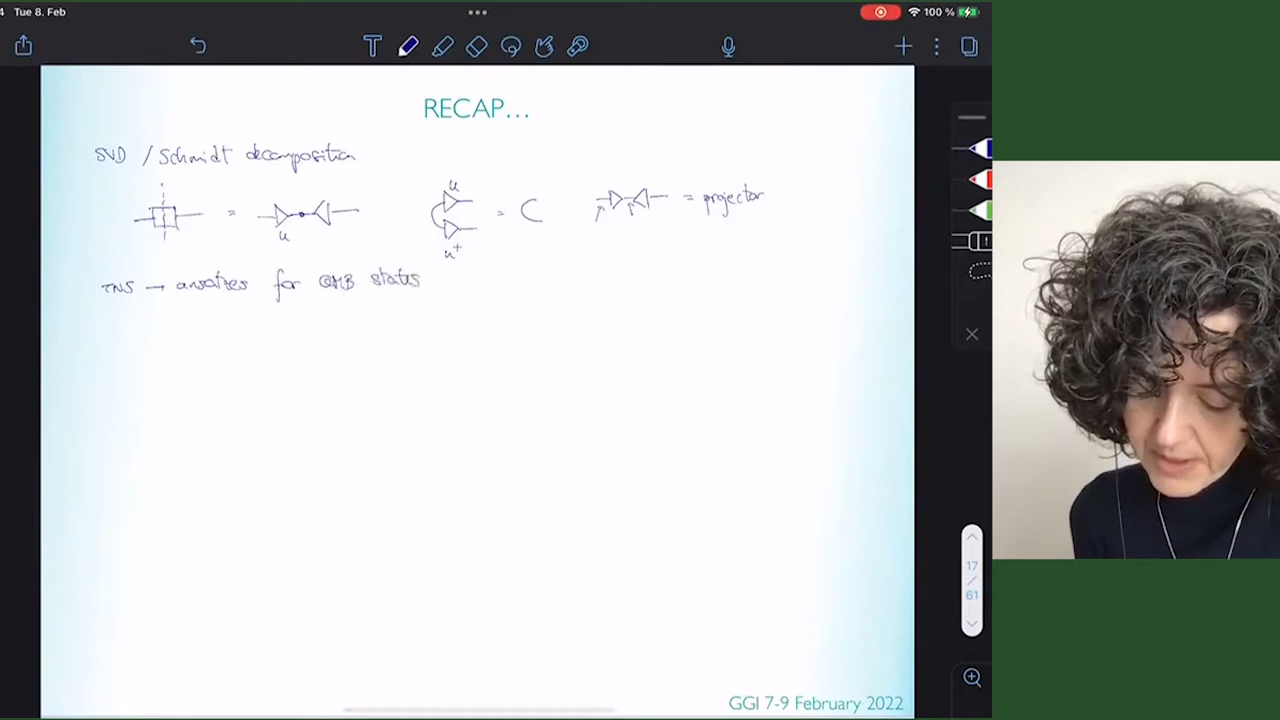 4 Tue 8. Feb
100 %
RECAP...
SVD / Schmidt decomposition
=
u
u
u+
=
= projector
TNS → ansatzes for QMB states
17
/
61
GGI 7-9 February 2022